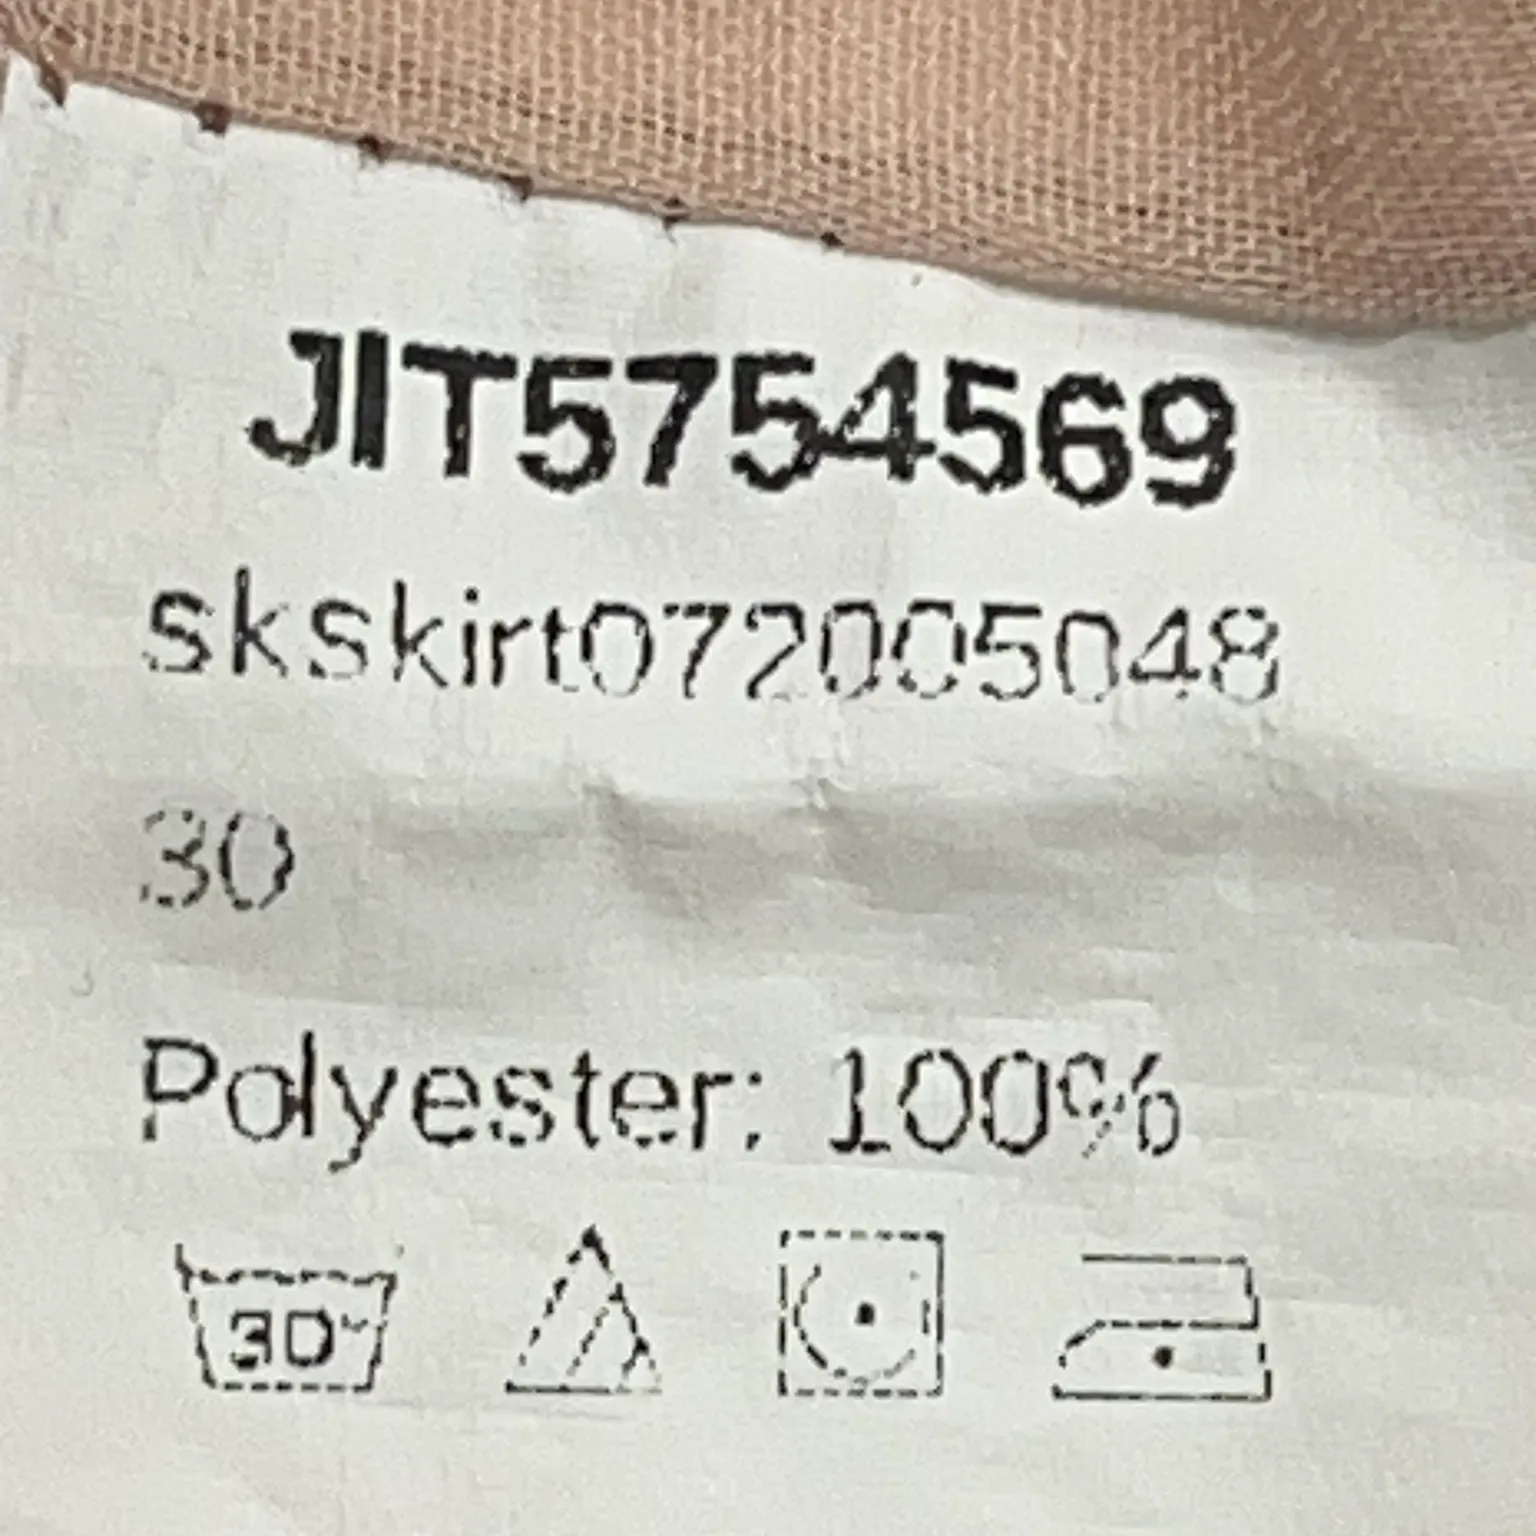 JIT5754569
skskirt072005048
30
Polyester: 100%
30°